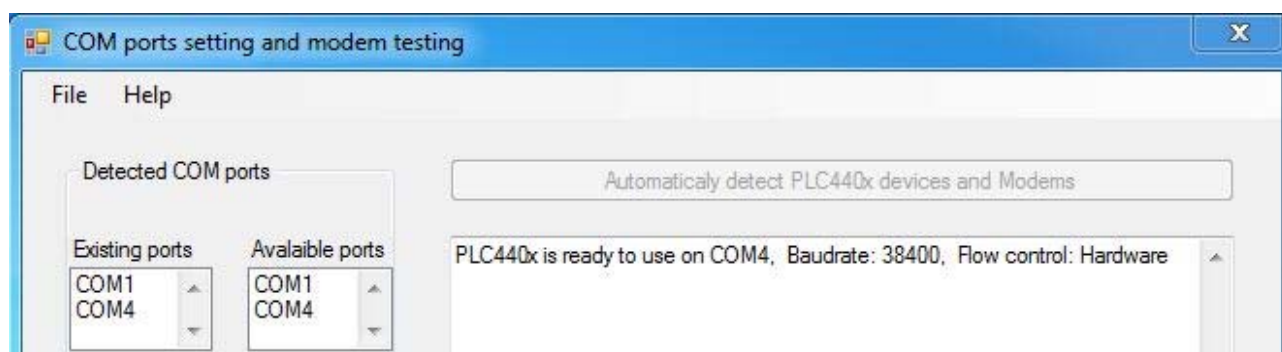 COM ports setting and modem testing
File Help
Detected COM ports
Automaticaly detect PLC440x devices and Modems
Existing ports Avalaible ports
COM1
COM4
COM1
COM4
PLC440x is ready to use on COM4, Baudrate: 38400, Flow control: Hardware